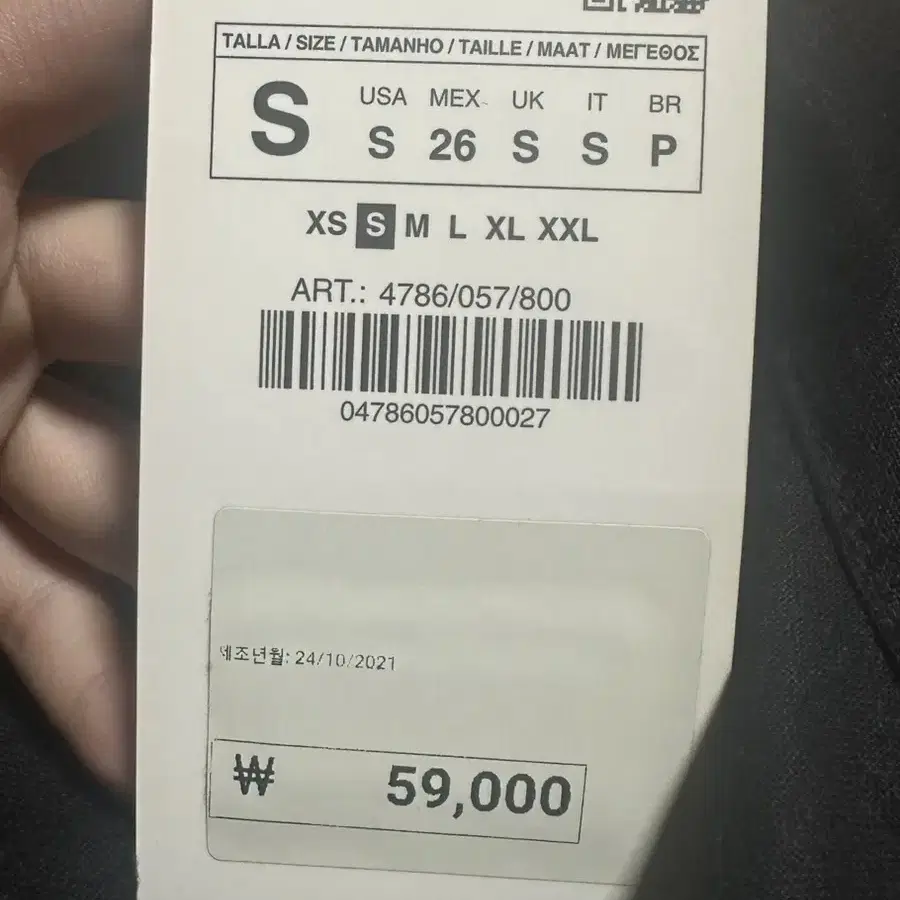 TALLA / SIZE / TAMANHO / TAILLE / MAAT / ΜΕΓΕΘΟΣ
S
USA MEX UK IT BR
S 26 S S P
XS S M L XL XXL
ART.: 4786/057/800
04786057800027
제조년월: 24/10/2021
₩ 59,000